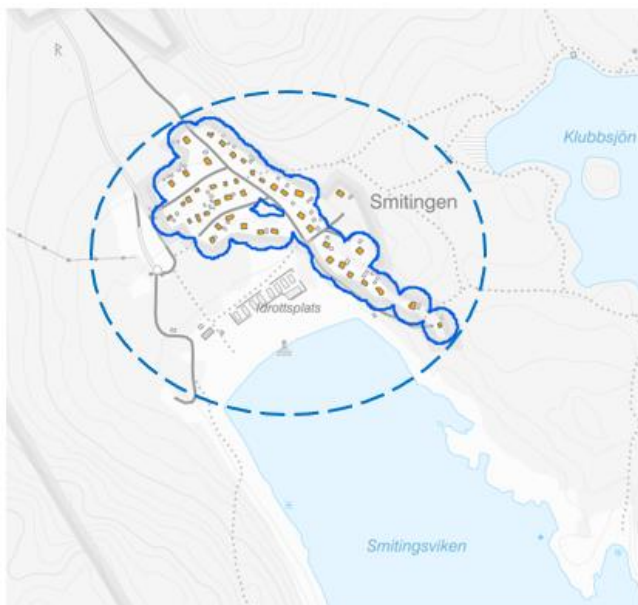 R
Klubbsjön
Smitingen
Idrottsplats
Smitingsviken